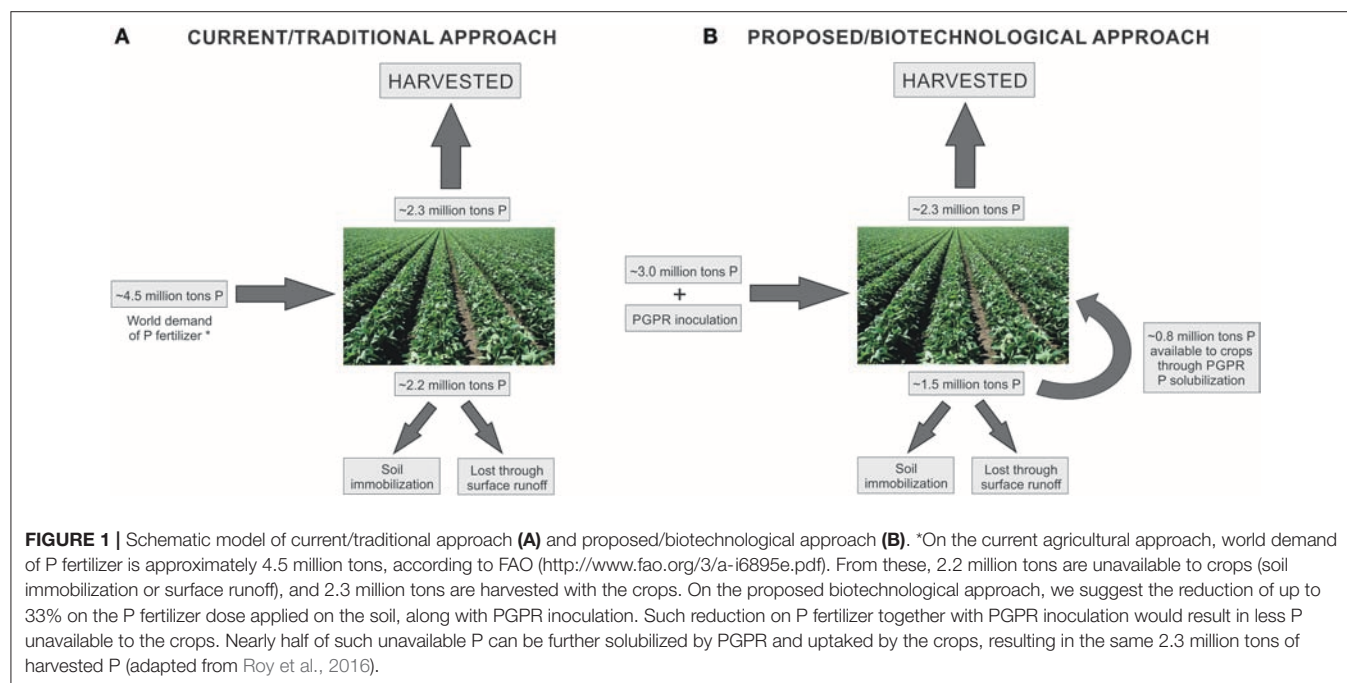 A CURRENT/TRADITIONAL APPROACH
HARVESTED
~2.3 million tons P
~4.5 million tons P
World demand
of P fertilizer *
~2.2 million tons P
Soil
immobilization
Lost through
surface runoff
B PROPOSED/BIOTECHNOLOGICAL APPROACH
HARVESTED
~2.3 million tons P
~3.0 million tons P
+
PGPR inoculation
~0.8 million tons P
available to crops
through PGPR
P solubilization
~1.5 million tons P
Soil
immobilization
Lost through
surface runoff
FIGURE 1 | Schematic model of current/traditional approach (A) and proposed/biotechnological approach (B). *On the current agricultural approach, world demand
of P fertilizer is approximately 4.5 million tons, according to FAO (http://www.fao.org/3/a-i6895e.pdf). From these, 2.2 million tons are unavailable to crops (soil
immobilization or surface runoff), and 2.3 million tons are harvested with the crops. On the proposed biotechnological approach, we suggest the reduction of up to
33% on the P fertilizer dose applied on the soil, along with PGPR inoculation. Such reduction on P fertilizer together with PGPR inoculation would result in less P
unavailable to the crops. Nearly half of such unavailable P can be further solubilized by PGPR and uptaked by the crops, resulting in the same 2.3 million tons of
harvested P (adapted from Roy et al., 2016).